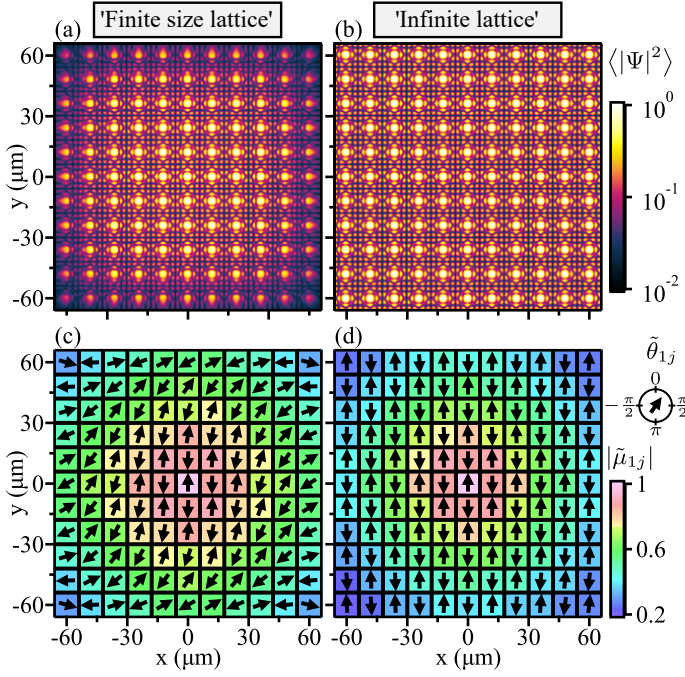 'Finite size lattice' 'Infinite lattice'
(a) (b)
⟨|Ψ|²⟩
60
30
0
-30
-60
y (μm)
10⁰
10⁻¹
10⁻²
(c) (d)
60
30
0
-30
-60
y (μm)
θ̃₁ⱼ
0
-π/2 π/2
π
|μ̃₁ⱼ|
1
0.6
0.2
-60 -30 0 30 60 -60 -30 0 30 60
x (μm) x (μm)